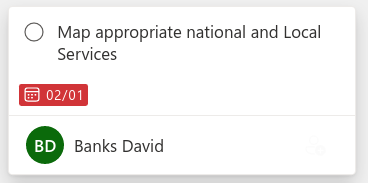 Map appropriate national and Local
Services
02/01
BD Banks David